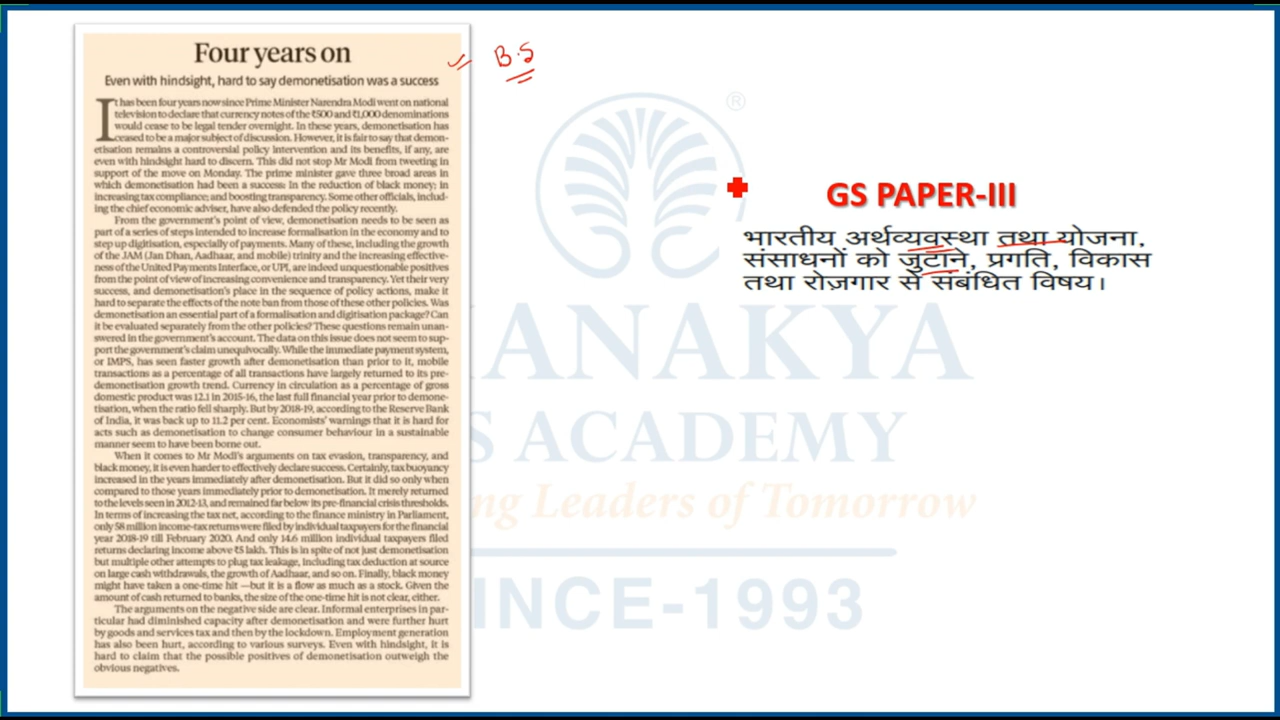 Four years on
B.S
Even with hindsight, hard to say demonetisation was a success
It has been four years now since Prime Minister Narendra Modi went on national
television to declare that currency notes of the ₹500 and ₹1,000 denominations
would cease to be legal tender overnight. In these years, demonetisation has
ceased to be a major subject of discussion. However, it is fair to say that demon-
etisation remains a controversial policy intervention and its benefits, if any, are
even with hindsight hard to discern. This did not stop Mr Modi from tweeting in
support of the move on Monday. The prime minister gave three broad areas in
which demonetisation had been a success: In the reduction of black money; in
increasing tax compliance; and boosting transparency. Some other officials, includ-
ing the chief economic adviser, have also defended the policy recently.
From the government's point of view, demonetisation needs to be seen as
part of a series of steps intended to increase formalisation in the economy and to
step up digitisation, especially of payments. Many of these, including the growth
of the JAM (Jan Dhan, Aadhaar, and mobile) trinity and the increasing effective-
ness of the United Payments Interface, or UPI, are indeed unquestionable positives
from the point of view of increasing convenience and transparency. Yet their very
success, and demonetisation's place in the sequence of policy actions, make it
hard to separate the effects of the note ban from those of these other policies. Was
demonetisation an essential part of a formalisation and digitisation package? Can
it be evaluated separately from the other policies? These questions remain unan-
swered in the government's account. The data on this issue does not seem to sup-
port the government's claim unequivocally. While the immediate payment system,
or IMPS, has seen faster growth after demonetisation than prior to it, mobile
transactions as a percentage of all transactions have largely returned to its pre-
demonetisation growth trend. Currency in circulation as a percentage of gross
domestic product was 12.1 in 2015-16, the last full financial year prior to demone-
tisation, when the ratio fell sharply. But by 2018-19, according to the Reserve Bank
of India, it was back up to 11.2 per cent. Economists' warnings that it is hard for
acts such as demonetisation to change consumer behaviour in a sustainable
manner seem to have been borne out.
When it comes to Mr Modi's arguments on tax evasion, transparency, and
black money, it is even harder to effectively declare success. Certainly, tax buoyancy
increased in the years immediately after demonetisation. But it did so only when
compared to those years immediately prior to demonetisation. It merely returned
to the levels seen in 2012-13, and remained far below its pre-financial crisis thresholds.
In terms of increasing the tax net, according to the finance ministry in Parliament,
only 58 million income-tax returns were filed by individual taxpayers for the financial
year 2018-19 till February 2020. And only 14.6 million individual taxpayers filed
returns declaring income above ₹5 lakh. This is in spite of not just demonetisation
but multiple other attempts to plug tax leakage, including tax deduction at source
on large cash withdrawals, the growth of Aadhaar, and so on. Finally, black money
might have taken a one-time hit —but it is a flow as much as a stock. Given the
amount of cash returned to banks, the size of the one-time hit is not clear, either.
The arguments on the negative side are clear. Informal enterprises in par-
ticular had diminished capacity after demonetisation and were further hurt
by goods and services tax and then by the lockdown. Employment generation
has also been hurt, according to various surveys. Even with hindsight, it is
hard to claim that the possible positives of demonetisation outweigh the
obvious negatives.
®
GS PAPER-III
भारतीय अर्थव्यवस्था तथा योजना,
संसाधनों को जुटाने, प्रगति, विकास
तथा रोज़गार से संबंधित विषय।
ANAKYA
S ACADEMY
ng Leaders of Tomorrow
INCE-1993